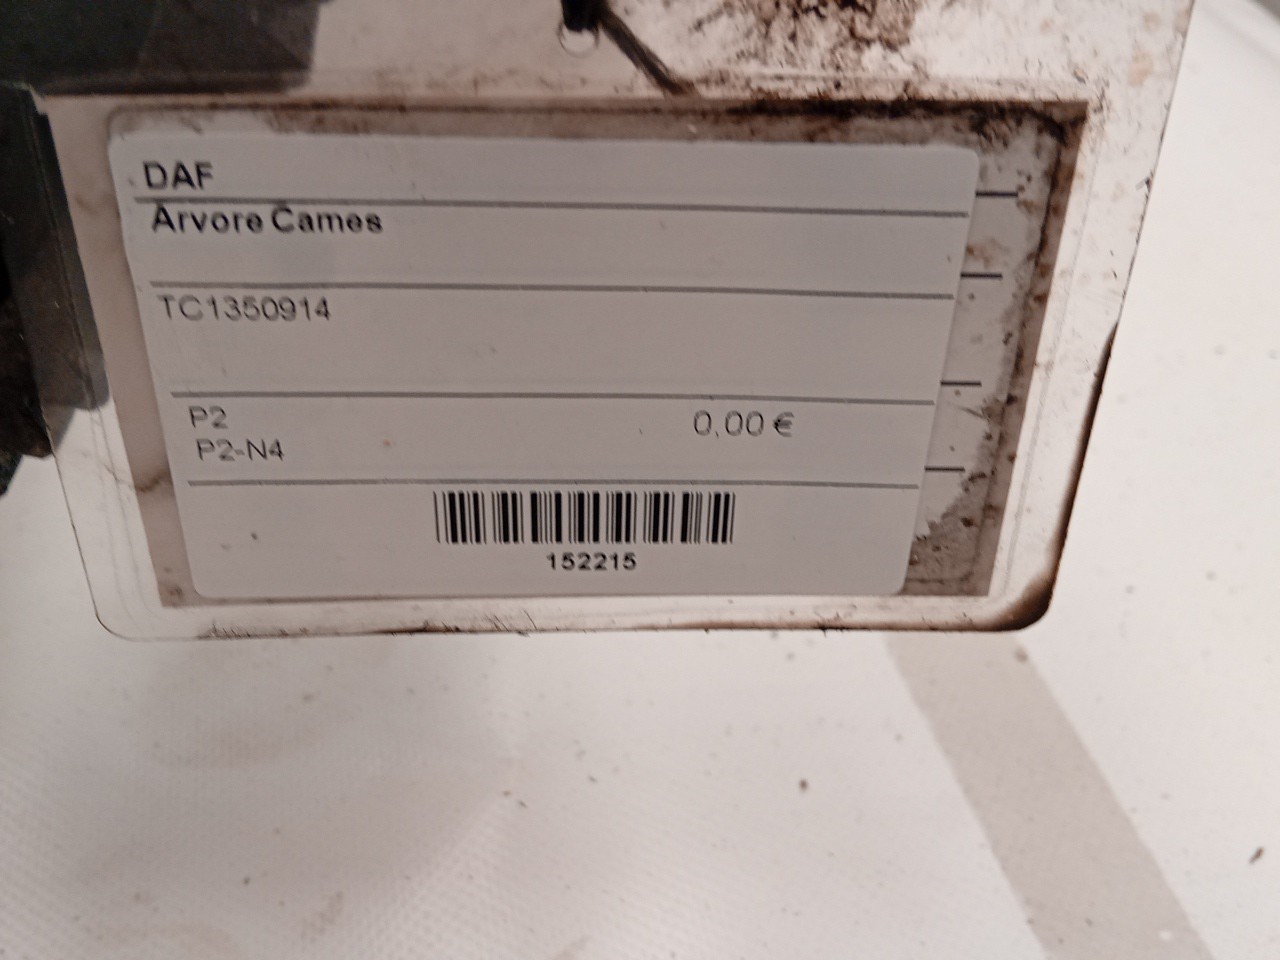 DAF
Arvore Cames
TC1350914
P2
0,00 €
P2-N4
152215